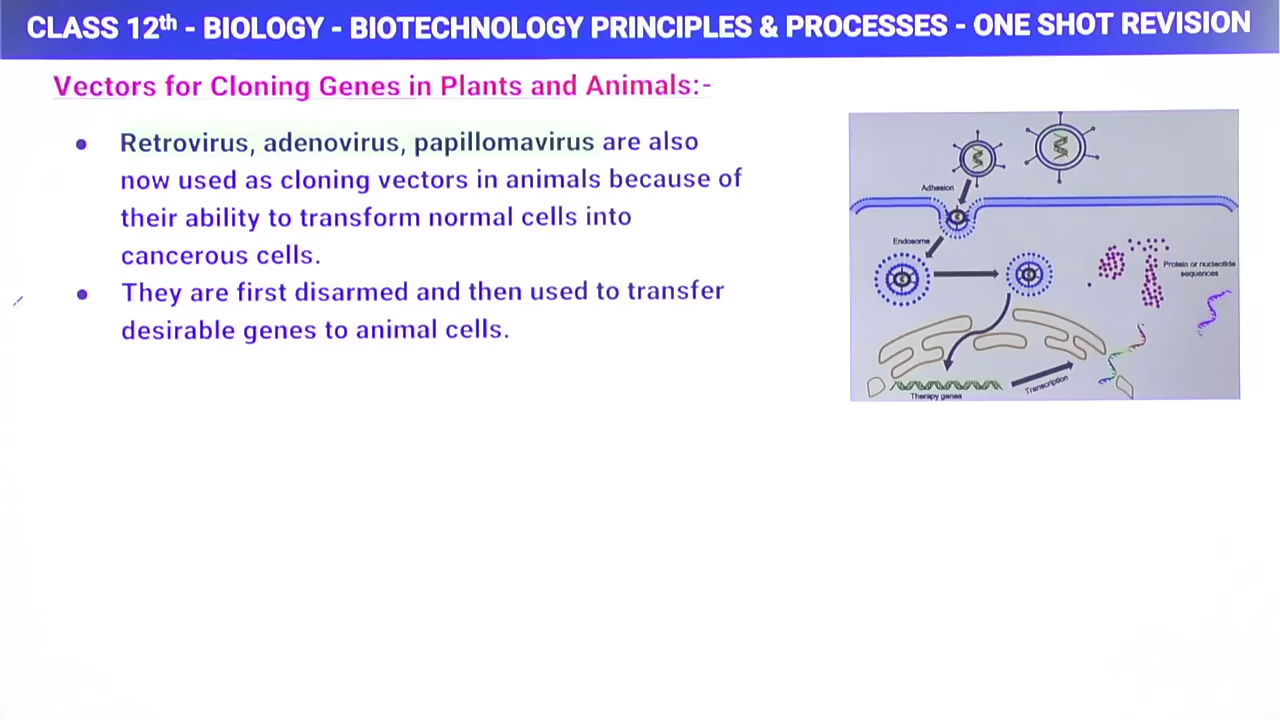 CLASS 12th - BIOLOGY - BIOTECHNOLOGY PRINCIPLES & PROCESSES - ONE SHOT REVISION
Vectors for Cloning Genes in Plants and Animals:-
• Retrovirus, adenovirus, papillomavirus are also
now used as cloning vectors in animals because of
their ability to transform normal cells into
cancerous cells.
• They are first disarmed and then used to transfer
desirable genes to animal cells.
Adhesion
Endosome
Protein or nucleotide
sequences
Transcription
Therapy genes